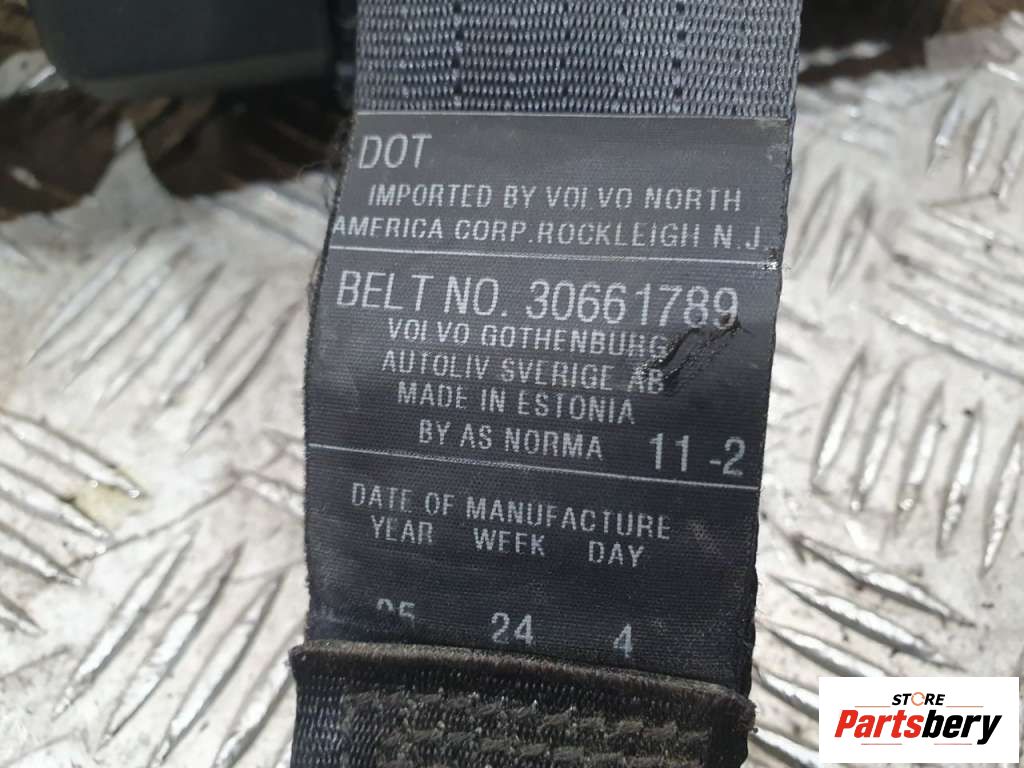 DOT
IMPORTED BY VOLVO NORTH
AMERICA CORP. ROCKLEIGH N.J.
BELT NO. 30661789
VOLVO GOTHENBURG
AUTOLIV SVERIGE AB
MADE IN ESTONIA
BY AS NORMA 11-2
DATE OF MANUFACTURE
YEAR WEEK DAY
05 24 4
STORE
Partsbery